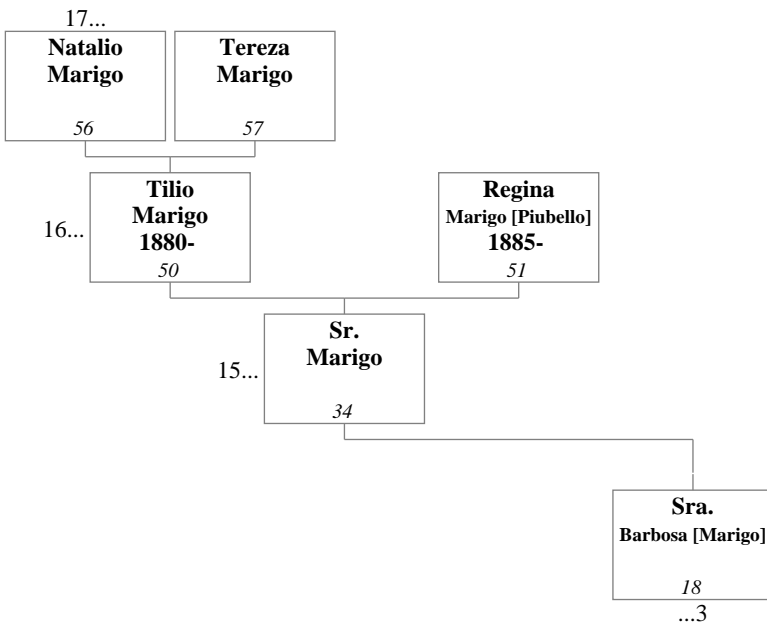 17...
Natalio
Marigo
56
Tereza
Marigo
57
16...
Tilio
Marigo
1880-
50
Regina
Marigo [Piubello]
1885-
51
15...
Sr.
Marigo
34
Sra.
Barbosa [Marigo]
18
...3